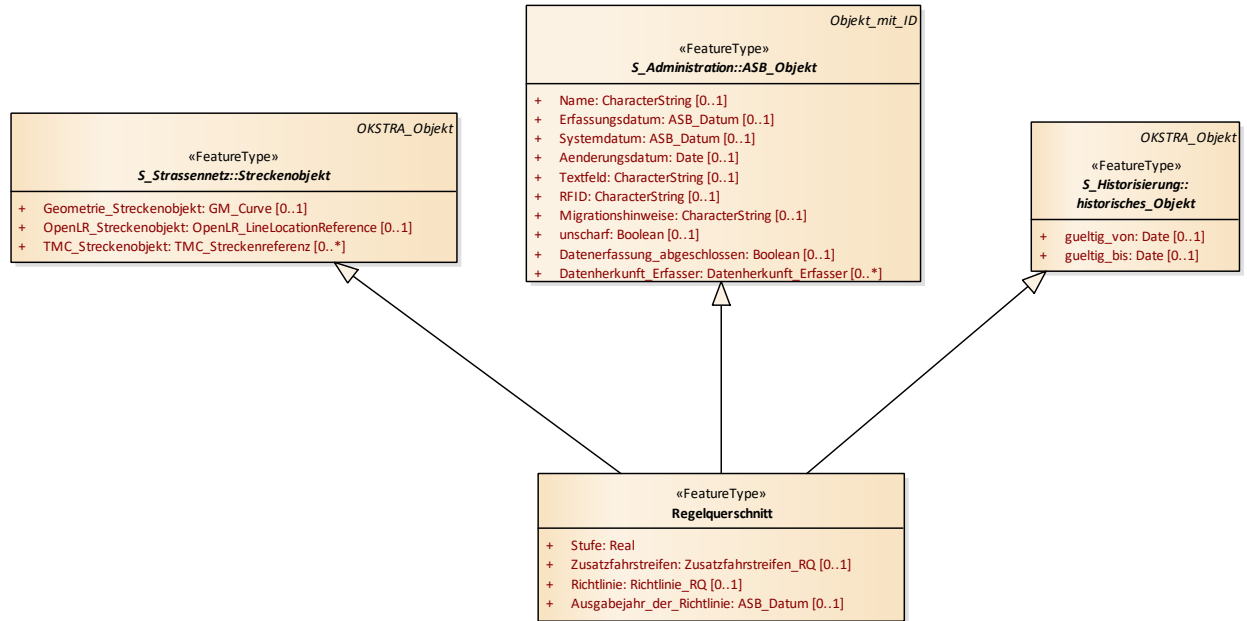 OKSTRA_Objekt
«FeatureType»
S_Strassennetz::Streckenobjekt
+ Geometrie_Streckenobjekt: GM_Curve [0..1]
+ OpenLR_Streckenobjekt: OpenLR_LineLocationReference [0..1]
+ TMC_Streckenobjekt: TMC_Streckenreferenz [0..*]
Objekt_mit_ID
«FeatureType»
S_Administration::ASB_Objekt
+ Name: CharacterString [0..1]
+ Erfassungsdatum: ASB_Datum [0..1]
+ Systemdatum: ASB_Datum [0..1]
+ Aenderungsdatum: Date [0..1]
+ Textfeld: CharacterString [0..1]
+ RFID: CharacterString [0..1]
+ Migrationshinweise: CharacterString [0..1]
+ unscharf: Boolean [0..1]
+ Datenerfassung_abgeschlossen: Boolean [0..1]
+ Datenherkunft_Erfasser: Datenherkunft_Erfasser [0..*]
OKSTRA_Objekt
«FeatureType»
S_Historisierung::
historisches_Objekt
+ gueltig_von: Date [0..1]
+ gueltig_bis: Date [0..1]
«FeatureType»
Regelquerschnitt
+ Stufe: Real
+ Zusatzfahrstreifen: Zusatzfahrstreifen_RQ [0..1]
+ Richtlinie: Richtlinie_RQ [0..1]
+ Ausgabejahr_der_Richtlinie: ASB_Datum [0..1]